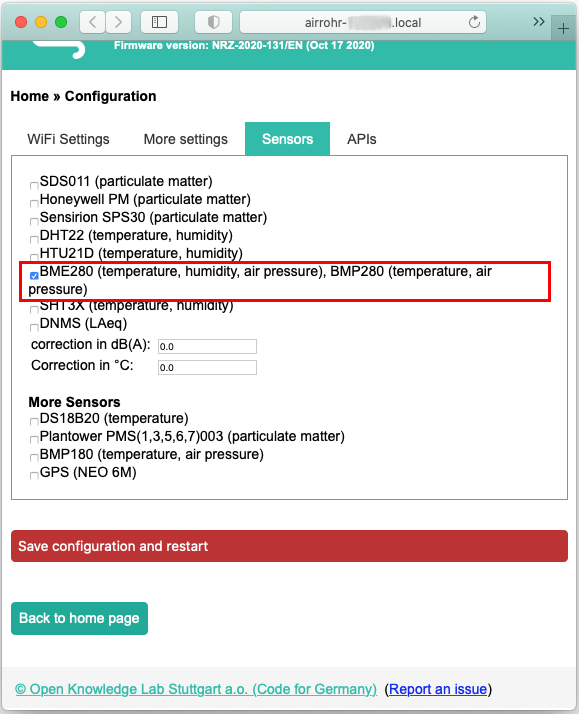 airrohr- .local
Firmware version: NRZ-2020-131/EN (Oct 17 2020)
Home » Configuration
WiFi Settings More settings Sensors APIs
SDS011 (particulate matter)
Honeywell PM (particulate matter)
Sensirion SPS30 (particulate matter)
DHT22 (temperature, humidity)
HTU21D (temperature, humidity)
BME280 (temperature, humidity, air pressure), BMP280 (temperature, air
pressure)
SHT3X (temperature, humidity)
DNMS (LAeq)
correction in dB(A): 0.0
Correction in °C: 0.0
More Sensors
DS18B20 (temperature)
Plantower PMS(1,3,5,6,7)003 (particulate matter)
BMP180 (temperature, air pressure)
GPS (NEO 6M)
Save configuration and restart
Back to home page
© Open Knowledge Lab Stuttgart a.o. (Code for Germany) (Report an issue)